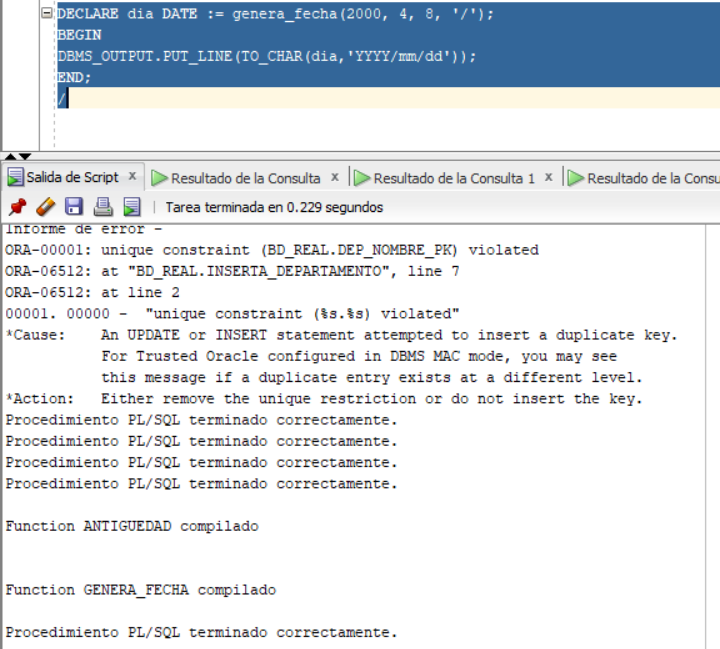 DECLARE dia DATE := genera_fecha(2000, 4, 8, '/');
BEGIN
DBMS_OUTPUT.PUT_LINE(TO_CHAR(dia,'YYYY/mm/dd'));
END;
/
Salida de Script x Resultado de la Consulta x Resultado de la Consulta 1 x Resultado de la Consu
Tarea terminada en 0.229 segundos
Informe de error -
ORA-00001: unique constraint (BD_REAL.DEP_NOMBRE_PK) violated
ORA-06512: at "BD_REAL.INSERTA_DEPARTAMENTO", line 7
ORA-06512: at line 2
00001. 00000 - "unique constraint (%s.%s) violated"
*Cause: An UPDATE or INSERT statement attempted to insert a duplicate key.
For Trusted Oracle configured in DBMS MAC mode, you may see
this message if a duplicate entry exists at a different level.
*Action: Either remove the unique restriction or do not insert the key.
Procedimiento PL/SQL terminado correctamente.
Procedimiento PL/SQL terminado correctamente.
Procedimiento PL/SQL terminado correctamente.
Procedimiento PL/SQL terminado correctamente.
Function ANTIGUEDAD compilado
Function GENERA_FECHA compilado
Procedimiento PL/SQL terminado correctamente.